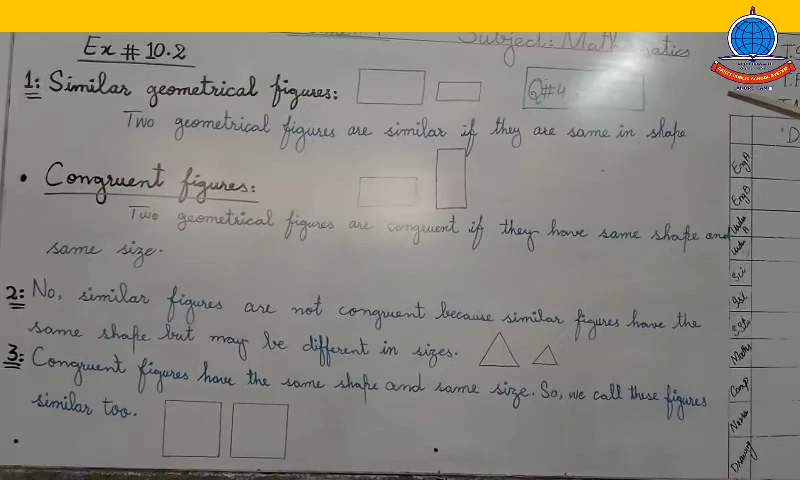 Subject: Mathematics
Ex # 10.2
1: Similar geometrical figures:
Q#4
Two geometrical figures are similar if they are same in shape
• Congruent figures:
Two geometrical figures are congruent if they have same shape and
same size.
2: No, similar figures are not congruent because similar figures have the
same shape but may be different in sizes.
3: Congruent figures have the same shape and same size. So, we call these figures
similar too.
Eng A
Eng B
Urdu A
Sci
Isl
S.St
Maths
Comp
Drawing